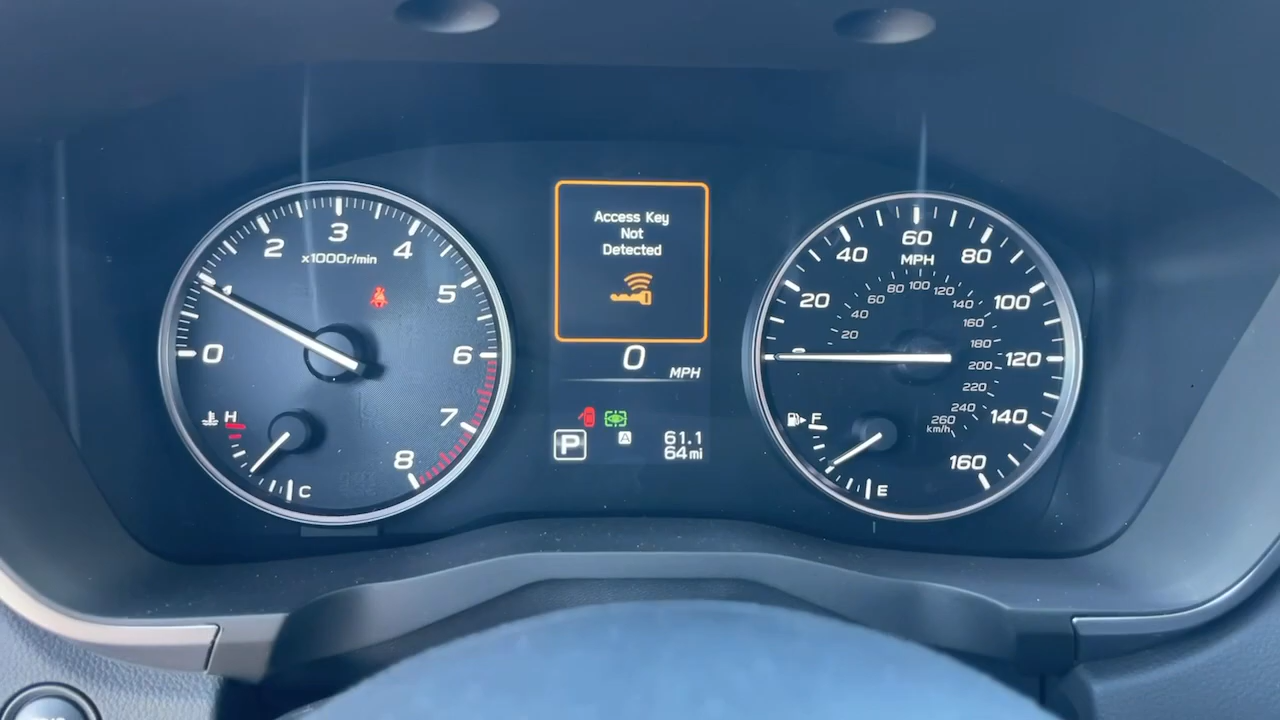 Access Key
Not
Detected
0
MPH
P
A
61.1
64 mi
0
1
2
3
4
5
6
7
8
x1000r/min
H
C
20
40
60
80
100
120
140
160
MPH
20
40
60
80
100
120
140
160
180
200
220
240
260
km/h
F
E